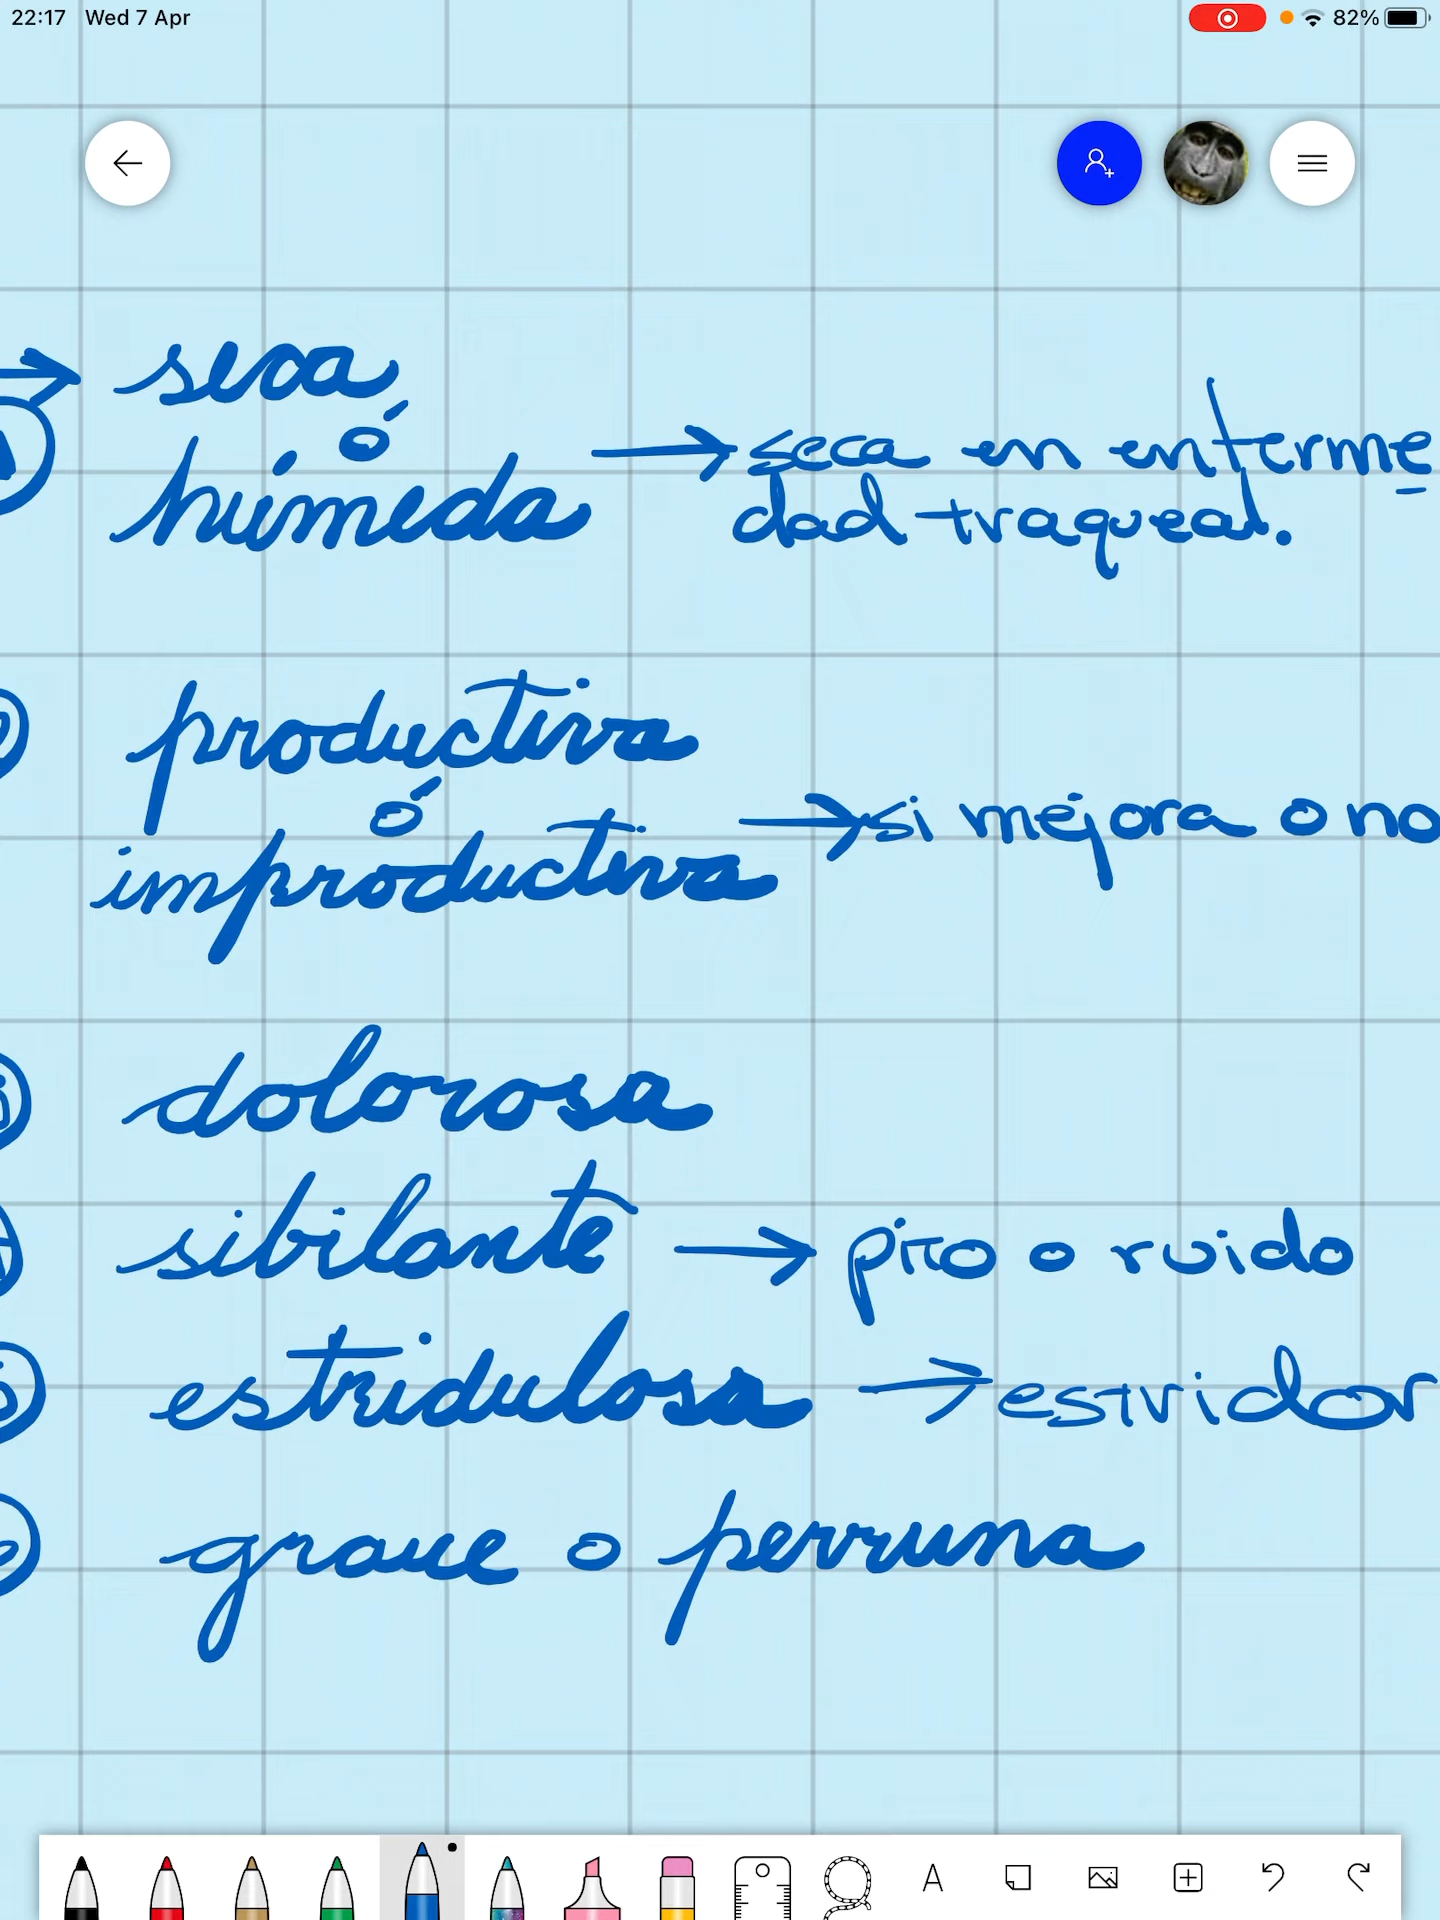 22:17 Wed 7 Apr 82%
seca
ó
húmeda → seca en enferme
dad traqueal.
productiva
ó
improductiva → si mejora o no
dolorosa
sibilante → pito o ruido
estridulosa → estridor
grave o perruna
A